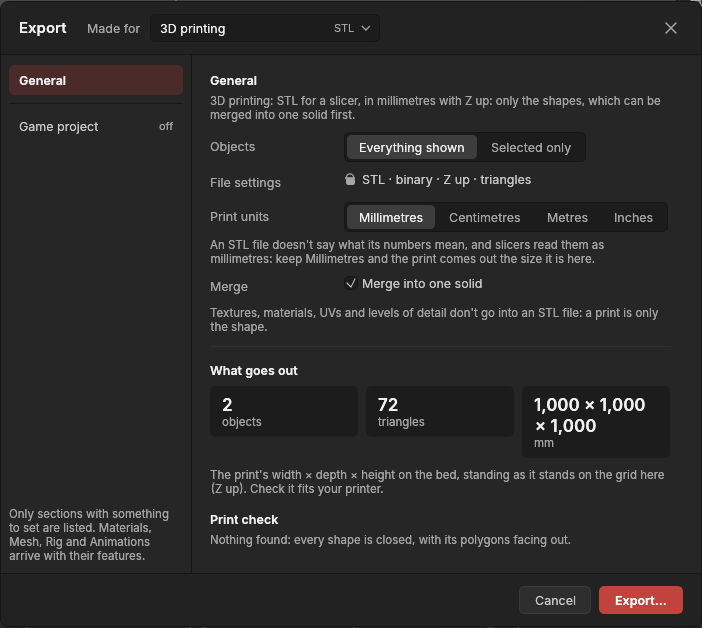 Export
Made for
3D printing
STL
General
Game project
off
Only sections with something
to set are listed. Materials,
Mesh, Rig and Animations
arrive with their features.
General
3D printing: STL for a slicer, in millimetres with Z up: only the shapes, which can be
merged into one solid first.
Objects
Everything shown
Selected only
File settings
STL · binary · Z up · triangles
Print units
Millimetres
Centimetres
Metres
Inches
An STL file doesn't say what its numbers mean, and slicers read them as
millimetres: keep Millimetres and the print comes out the size it is here.
Merge
Merge into one solid
Textures, materials, UVs and levels of detail don't go into an STL file: a print is only
the shape.
What goes out
2
objects
72
triangles
1,000 × 1,000
× 1,000
mm
The print's width × depth × height on the bed, standing as it stands on the grid here
(Z up). Check it fits your printer.
Print check
Nothing found: every shape is closed, with its polygons facing out.
Cancel
Export...